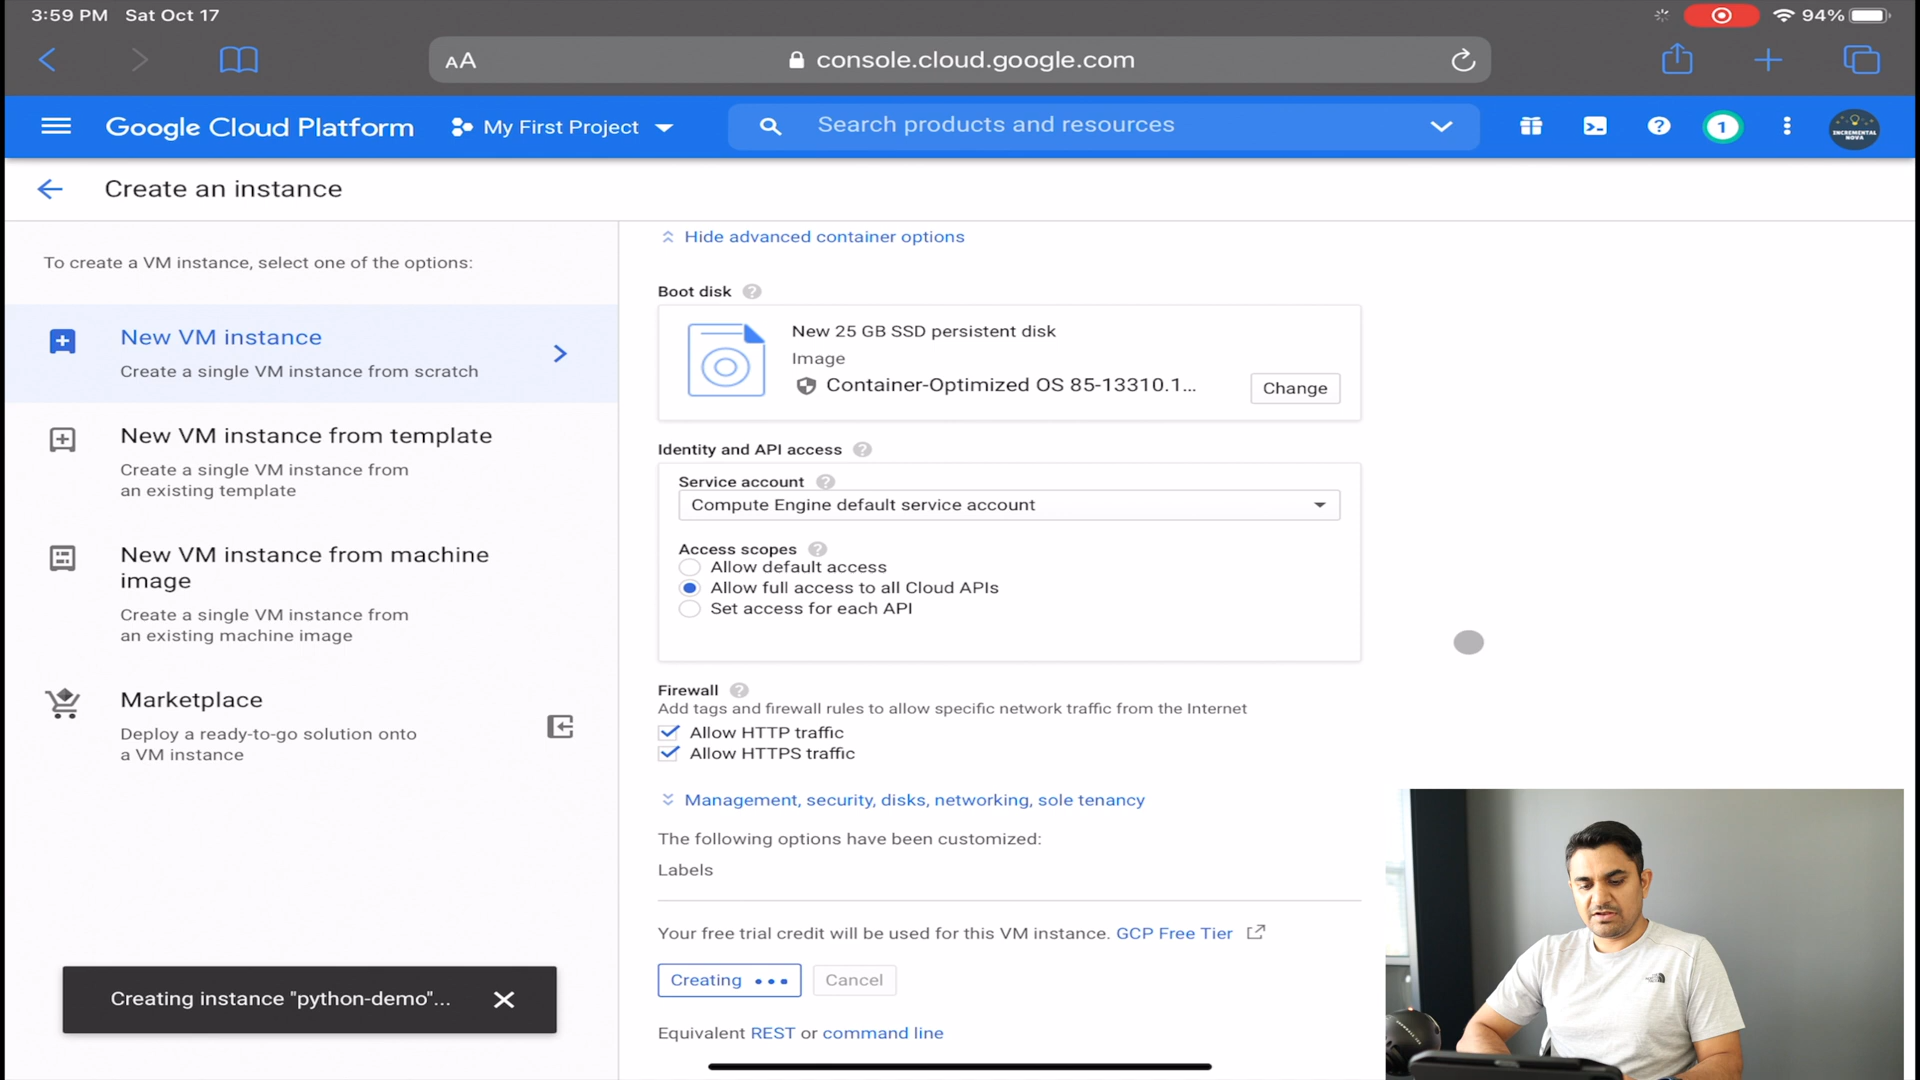 3:59 PM Sat Oct 17
94%
AA
console.cloud.google.com
Google Cloud Platform
My First Project
Search products and resources
1
INCREMENTAL
NOVA
Create an instance
To create a VM instance, select one of the options:
New VM instance
Create a single VM instance from scratch
New VM instance from template
Create a single VM instance from
an existing template
New VM instance from machine
image
Create a single VM instance from
an existing machine image
Marketplace
Deploy a ready-to-go solution onto
a VM instance
Creating instance "python-demo"...
Hide advanced container options
Boot disk
New 25 GB SSD persistent disk
Image
Container-Optimized OS 85-13310.1...
Change
Identity and API access
Service account
Compute Engine default service account
Access scopes
Allow default access
Allow full access to all Cloud APIs
Set access for each API
Firewall
Add tags and firewall rules to allow specific network traffic from the Internet
Allow HTTP traffic
Allow HTTPS traffic
Management, security, disks, networking, sole tenancy
The following options have been customized:
Labels
Your free trial credit will be used for this VM instance. GCP Free Tier
Creating
Cancel
Equivalent REST or command line